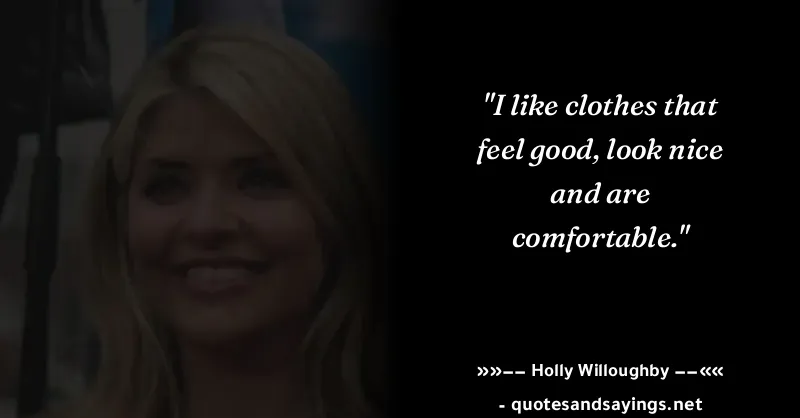 "I like clothes that
feel good, look nice
and are
comfortable."
»»−− Holly Willoughby −−««
- quotesandsayings.net